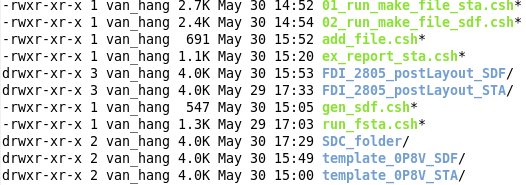 -rwxr-xr-x 1 van_hang 2.7K May 30 14:52 01_run_make_file_sta.csh*
-rwxr-xr-x 1 van_hang 2.4K May 30 14:54 02_run_make_file_sdf.csh*
-rwxr-xr-x 1 van_hang  691 May 30 15:52 add_file.csh*
-rwxr-xr-x 1 van_hang 1.1K May 30 15:20 ex_report_sta.csh*
drwxr-xr-x 3 van_hang 4.0K May 30 15:53 FDI_2805_postLayout_SDF/
drwxr-xr-x 3 van_hang 4.0K May 29 17:33 FDI_2805_postLayout_STA/
-rwxr-xr-x 1 van_hang  547 May 30 15:05 gen_sdf.csh*
-rwxr-xr-x 1 van_hang 1.3K May 29 17:03 run_fsta.csh*
drwxr-xr-x 2 van_hang 4.0K May 30 17:29 SDC_folder/
drwxr-xr-x 2 van_hang 4.0K May 30 15:49 template_0P8V_SDF/
drwxr-xr-x 2 van_hang 4.0K May 30 15:00 template_0P8V_STA/